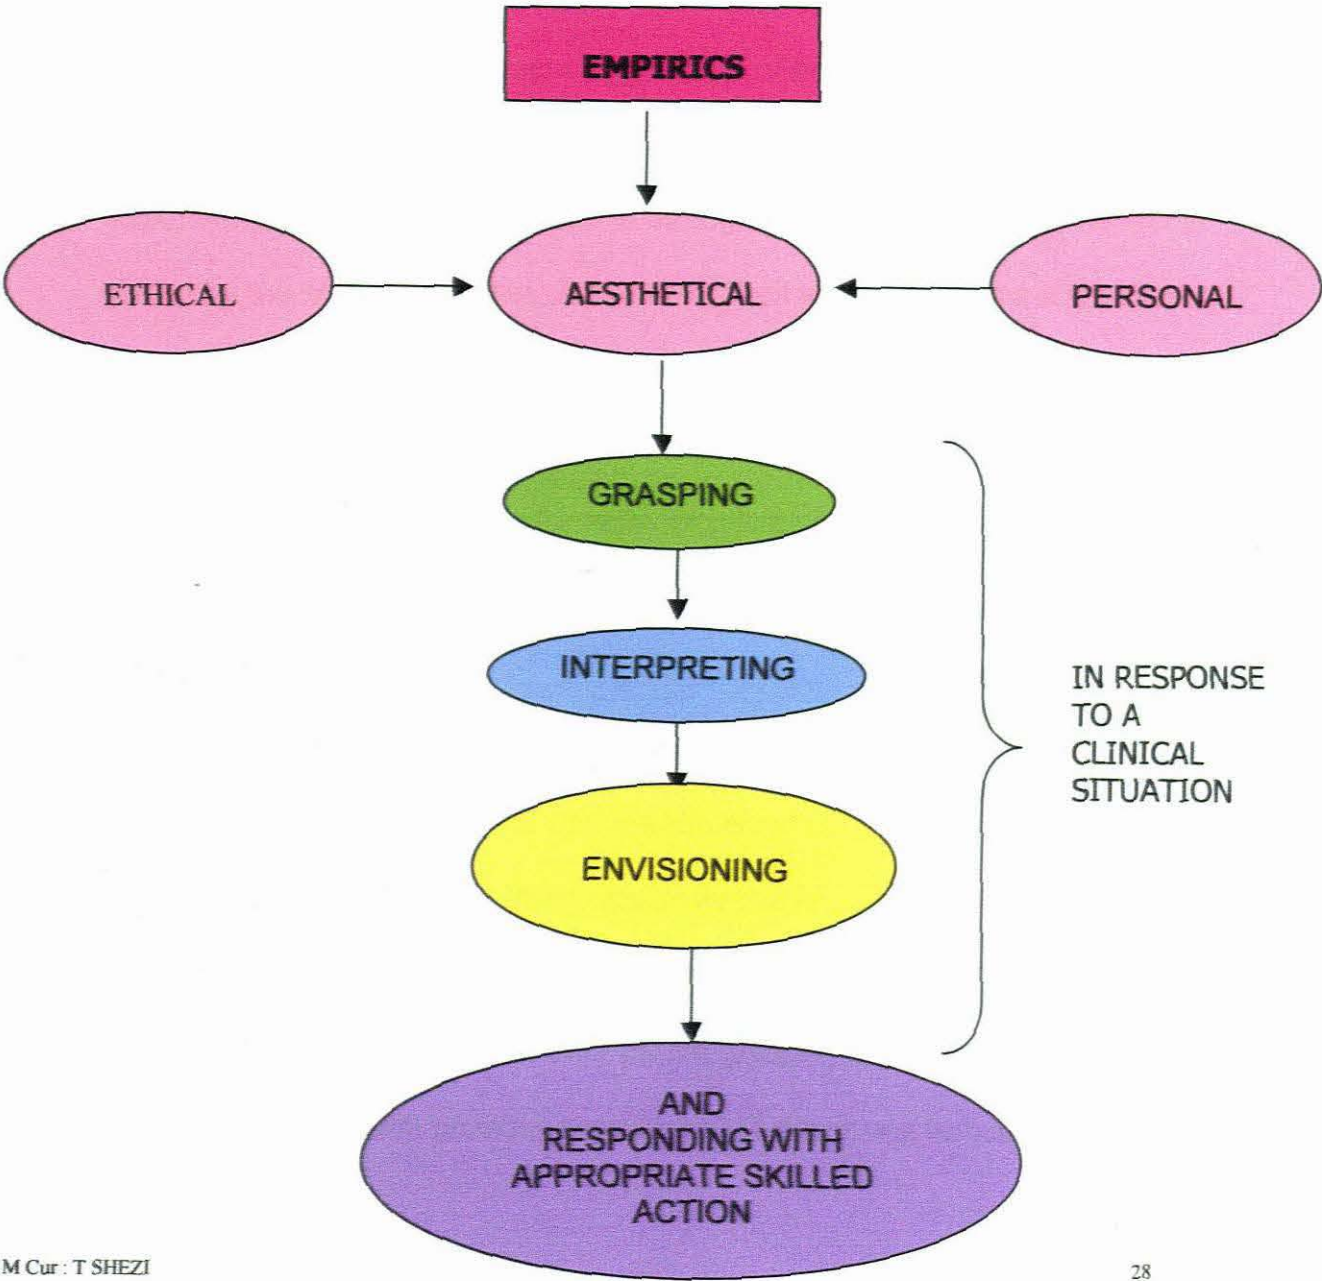 EMPIRICS
ETHICAL
AESTHETICAL
PERSONAL
GRASPING
INTERPRETING
ENVISIONING
IN RESPONSE
TO A
CLINICAL
SITUATION
AND
RESPONDING WITH
APPROPRIATE SKILLED
ACTION
M Cur : T SHEZI
28